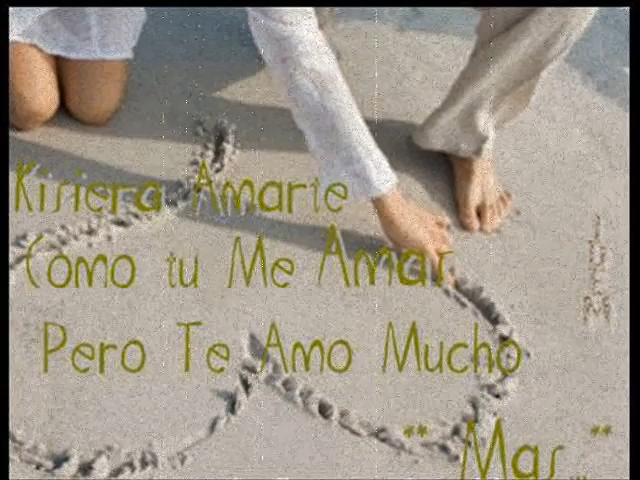 Kisiera Amarte
Como tu Me Amar
Pero Te Amo Mucho
** Mas... **